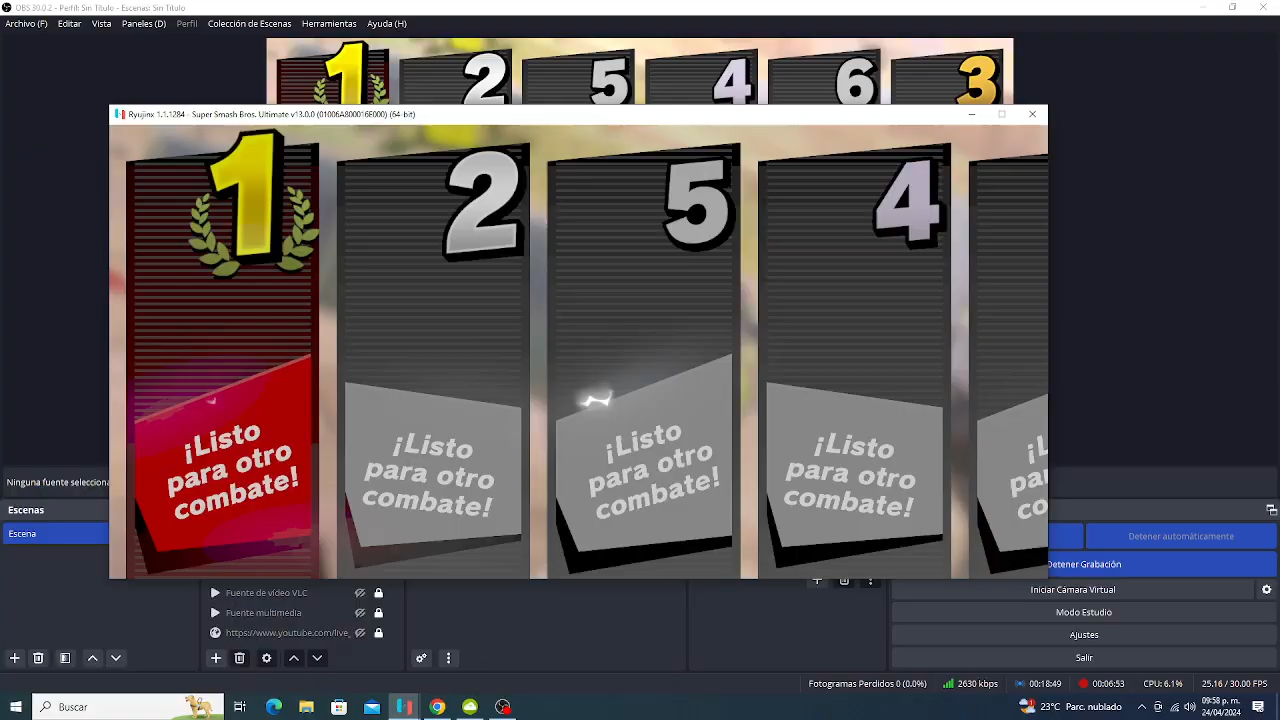 OBS 30.0.2 - Perfil: Sin Título - Escenas: Sin Título
Archivo (F) Editar Vista Paneles (D) Perfil Colección de Escenas Herramientas Ayuda (H)
1 2 5 4 6 3
Ryujinx 1.1.1284 - Super Smash Bros. Ultimate v13.0.0 (01006A800016E000) (64-bit)
1 2 5 4
¡Listo
para otro
combate!
¡Listo
para otro
combate!
¡Listo
para otro
combate!
¡Listo
para otro
combate!
Ninguna fuente selecciona
Escenas
Escena
Detener automáticamente
Detener Grabación
Fuente de vídeo VLC
Iniciar Cámara Virtual
Fuente multimedia
Modo Estudio
https://www.youtube.com/live_
Ajustes
Salir
Fotogramas Perdidos 0 (0.0%) 2630 kbps 00:18:49 00:06:53 CPU: 6.1% 25.16 / 30.00 FPS
Buscar
23°C Parc. nublado
09:58 p. m.
24/04/2024